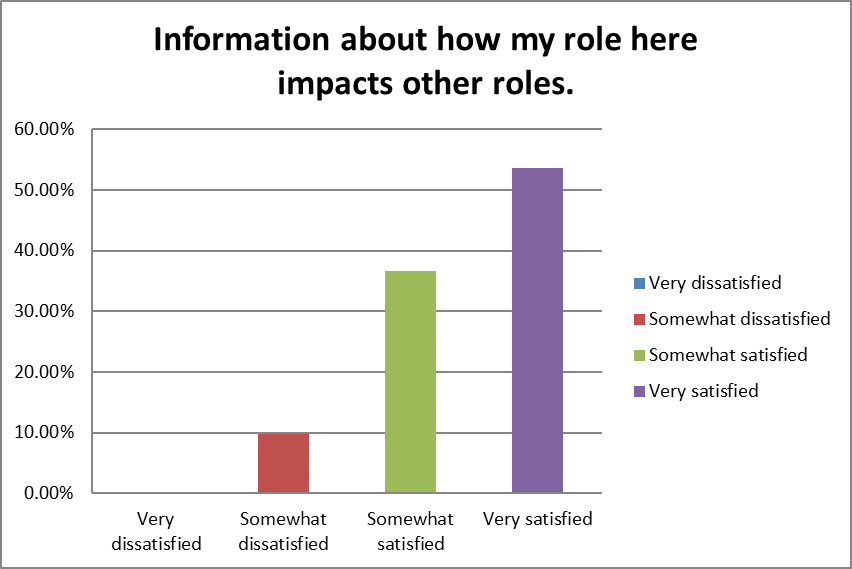 Information about how my role here
impacts other roles.
60.00%
50.00%
40.00%
30.00%
20.00%
10.00%
0.00%
Very
dissatisfied
Somewhat
dissatisfied
Somewhat
satisfied
Very satisfied
Very dissatisfied
Somewhat dissatisfied
Somewhat satisfied
Very satisfied